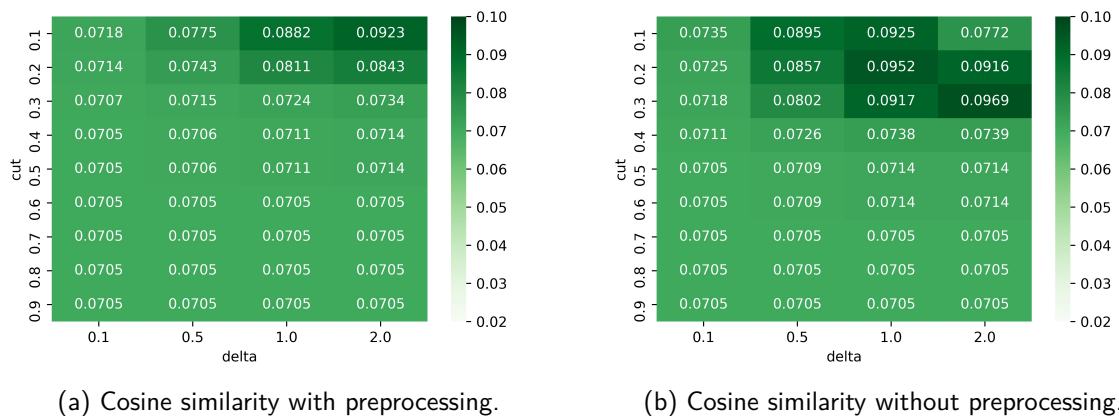 0.1 0.0718 0.0775 0.0882 0.0923
0.2 0.0714 0.0743 0.0811 0.0843
0.3 0.0707 0.0715 0.0724 0.0734
0.4 0.0705 0.0706 0.0711 0.0714
0.5 0.0705 0.0706 0.0711 0.0714
0.6 0.0705 0.0705 0.0705 0.0705
0.7 0.0705 0.0705 0.0705 0.0705
0.8 0.0705 0.0705 0.0705 0.0705
0.9 0.0705 0.0705 0.0705 0.0705
cut
0.1 0.5 1.0 2.0
delta
0.10
0.09
0.08
0.07
0.06
0.05
0.04
0.03
0.02
(a) Cosine similarity with preprocessing.
0.1 0.0735 0.0895 0.0925 0.0772
0.2 0.0725 0.0857 0.0952 0.0916
0.3 0.0718 0.0802 0.0917 0.0969
0.4 0.0711 0.0726 0.0738 0.0739
0.5 0.0705 0.0709 0.0714 0.0714
0.6 0.0705 0.0709 0.0714 0.0714
0.7 0.0705 0.0705 0.0705 0.0705
0.8 0.0705 0.0705 0.0705 0.0705
0.9 0.0705 0.0705 0.0705 0.0705
cut
0.1 0.5 1.0 2.0
delta
0.10
0.09
0.08
0.07
0.06
0.05
0.04
0.03
0.02
(b) Cosine similarity without preprocessing.